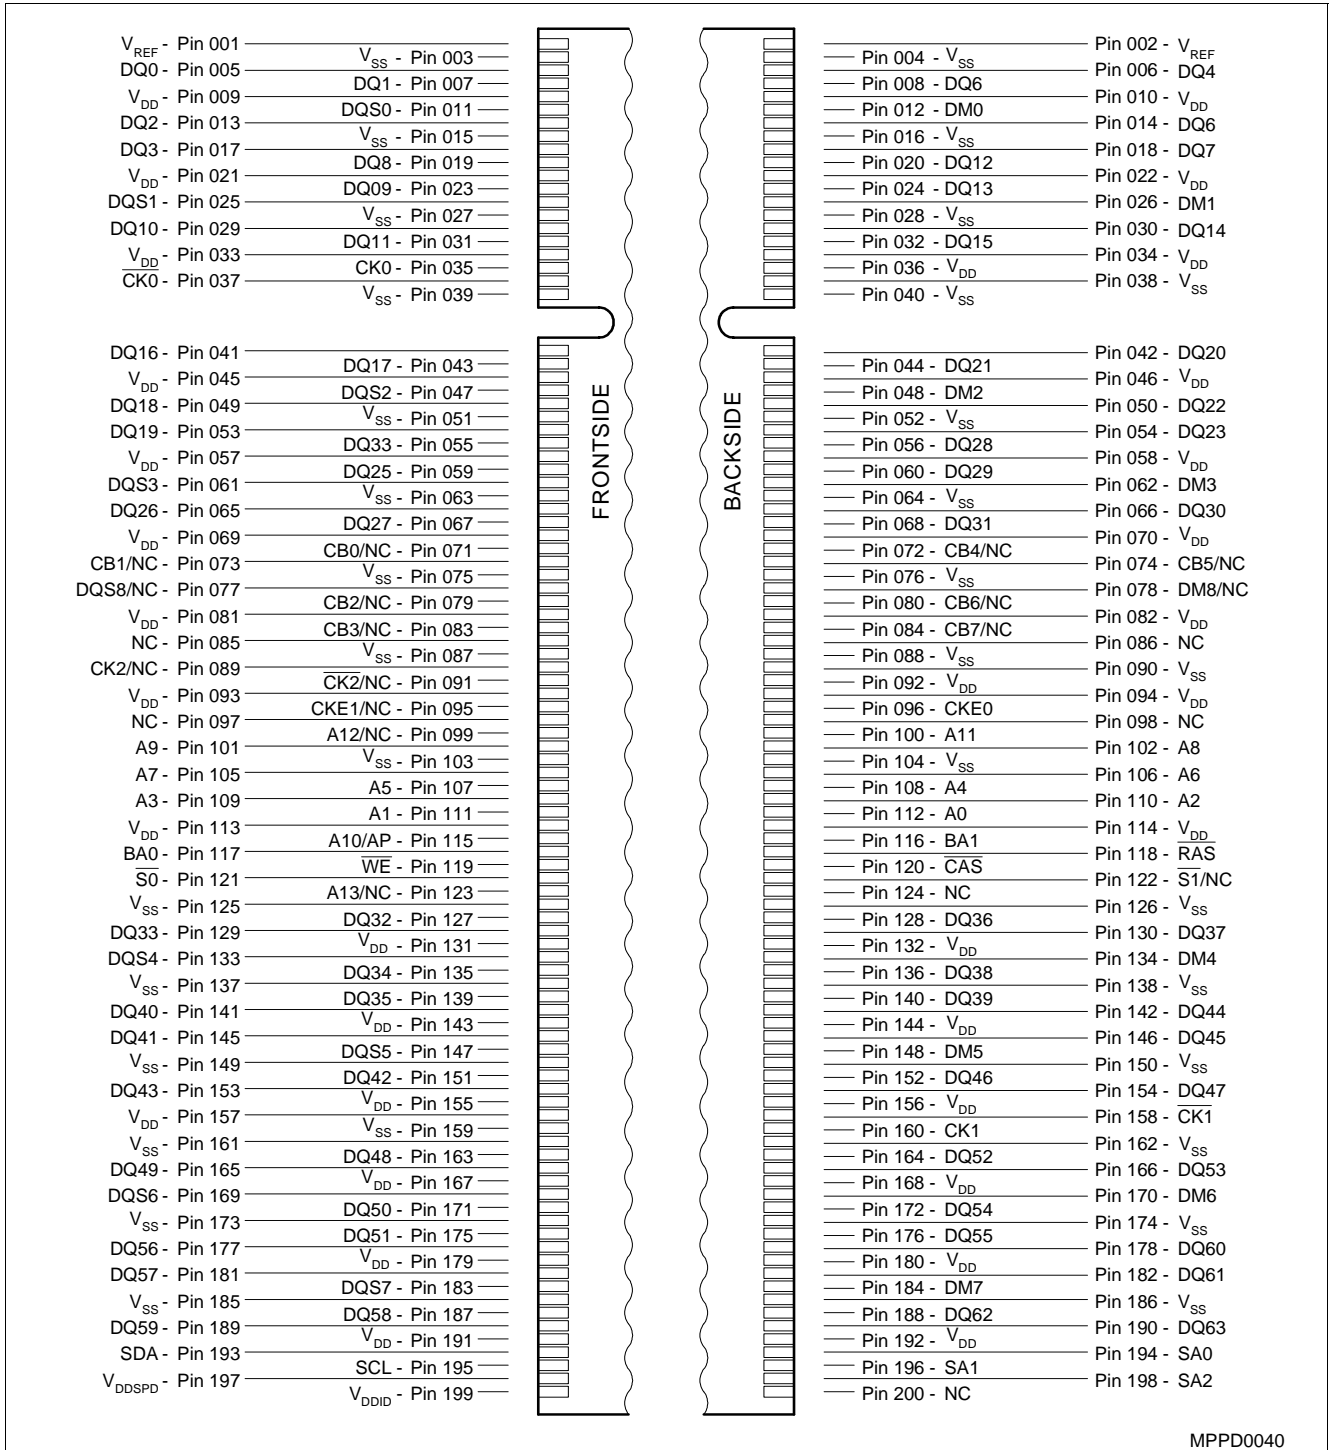 VREF - Pin 001
VSS - Pin 003
DQ0 - Pin 005
DQ1 - Pin 007
VDD - Pin 009
DQS0 - Pin 011
DQ2 - Pin 013
VSS - Pin 015
DQ3 - Pin 017
DQ8 - Pin 019
VDD - Pin 021
DQ09 - Pin 023
DQS1 - Pin 025
VSS - Pin 027
DQ10 - Pin 029
DQ11 - Pin 031
VDD - Pin 033
CK0 - Pin 035
CK0 - Pin 037
VSS - Pin 039
DQ16 - Pin 041
DQ17 - Pin 043
VDD - Pin 045
DQS2 - Pin 047
DQ18 - Pin 049
VSS - Pin 051
DQ19 - Pin 053
DQ33 - Pin 055
VDD - Pin 057
DQ25 - Pin 059
DQS3 - Pin 061
VSS - Pin 063
DQ26 - Pin 065
DQ27 - Pin 067
VDD - Pin 069
CB0/NC - Pin 071
CB1/NC - Pin 073
VSS - Pin 075
DQS8/NC - Pin 077
CB2/NC - Pin 079
VDD - Pin 081
CB3/NC - Pin 083
NC - Pin 085
VSS - Pin 087
CK2/NC - Pin 089
CK2/NC - Pin 091
VDD - Pin 093
CKE1/NC - Pin 095
NC - Pin 097
A12/NC - Pin 099
A9 - Pin 101
VSS - Pin 103
A7 - Pin 105
A5 - Pin 107
A3 - Pin 109
A1 - Pin 111
VDD - Pin 113
A10/AP - Pin 115
BA0 - Pin 117
WE - Pin 119
S0 - Pin 121
A13/NC - Pin 123
VSS - Pin 125
DQ32 - Pin 127
DQ33 - Pin 129
VDD - Pin 131
DQS4 - Pin 133
DQ34 - Pin 135
VSS - Pin 137
DQ35 - Pin 139
DQ40 - Pin 141
VDD - Pin 143
DQ41 - Pin 145
DQS5 - Pin 147
VSS - Pin 149
DQ42 - Pin 151
DQ43 - Pin 153
VDD - Pin 155
VDD - Pin 157
VSS - Pin 159
VSS - Pin 161
DQ48 - Pin 163
DQ49 - Pin 165
VDD - Pin 167
DQS6 - Pin 169
DQ50 - Pin 171
VSS - Pin 173
DQ51 - Pin 175
DQ56 - Pin 177
VDD - Pin 179
DQ57 - Pin 181
DQS7 - Pin 183
VSS - Pin 185
DQ58 - Pin 187
DQ59 - Pin 189
VDD - Pin 191
SDA - Pin 193
SCL - Pin 195
VDDSPD - Pin 197
VDDID - Pin 199
FRONTSIDE
BACKSIDE
Pin 002 - VREF
Pin 004 - VSS
Pin 006 - DQ4
Pin 008 - DQ6
Pin 010 - VDD
Pin 012 - DM0
Pin 014 - DQ6
Pin 016 - VSS
Pin 018 - DQ7
Pin 020 - DQ12
Pin 022 - VDD
Pin 024 - DQ13
Pin 026 - DM1
Pin 028 - VSS
Pin 030 - DQ14
Pin 032 - DQ15
Pin 034 - VDD
Pin 036 - VDD
Pin 038 - VSS
Pin 040 - VSS
Pin 042 - DQ20
Pin 044 - DQ21
Pin 046 - VDD
Pin 048 - DM2
Pin 050 - DQ22
Pin 052 - VSS
Pin 054 - DQ23
Pin 056 - DQ28
Pin 058 - VDD
Pin 060 - DQ29
Pin 062 - DM3
Pin 064 - VSS
Pin 066 - DQ30
Pin 068 - DQ31
Pin 070 - VDD
Pin 072 - CB4/NC
Pin 074 - CB5/NC
Pin 076 - VSS
Pin 078 - DM8/NC
Pin 080 - CB6/NC
Pin 082 - VDD
Pin 084 - CB7/NC
Pin 086 - NC
Pin 088 - VSS
Pin 090 - VSS
Pin 092 - VDD
Pin 094 - VDD
Pin 096 - CKE0
Pin 098 - NC
Pin 100 - A11
Pin 102 - A8
Pin 104 - VSS
Pin 106 - A6
Pin 108 - A4
Pin 110 - A2
Pin 112 - A0
Pin 114 - VDD
Pin 116 - BA1
Pin 118 - RAS
Pin 120 - CAS
Pin 122 - S1/NC
Pin 124 - NC
Pin 126 - VSS
Pin 128 - DQ36
Pin 130 - DQ37
Pin 132 - VDD
Pin 134 - DM4
Pin 136 - DQ38
Pin 138 - VSS
Pin 140 - DQ39
Pin 142 - DQ44
Pin 144 - VDD
Pin 146 - DQ45
Pin 148 - DM5
Pin 150 - VSS
Pin 152 - DQ46
Pin 154 - DQ47
Pin 156 - VDD
Pin 158 - CK1
Pin 160 - CK1
Pin 162 - VSS
Pin 164 - DQ52
Pin 166 - DQ53
Pin 168 - VDD
Pin 170 - DM6
Pin 172 - DQ54
Pin 174 - VSS
Pin 176 - DQ55
Pin 178 - DQ60
Pin 180 - VDD
Pin 182 - DQ61
Pin 184 - DM7
Pin 186 - VSS
Pin 188 - DQ62
Pin 190 - DQ63
Pin 192 - VDD
Pin 194 - SA0
Pin 196 - SA1
Pin 198 - SA2
Pin 200 - NC
MPPD0040